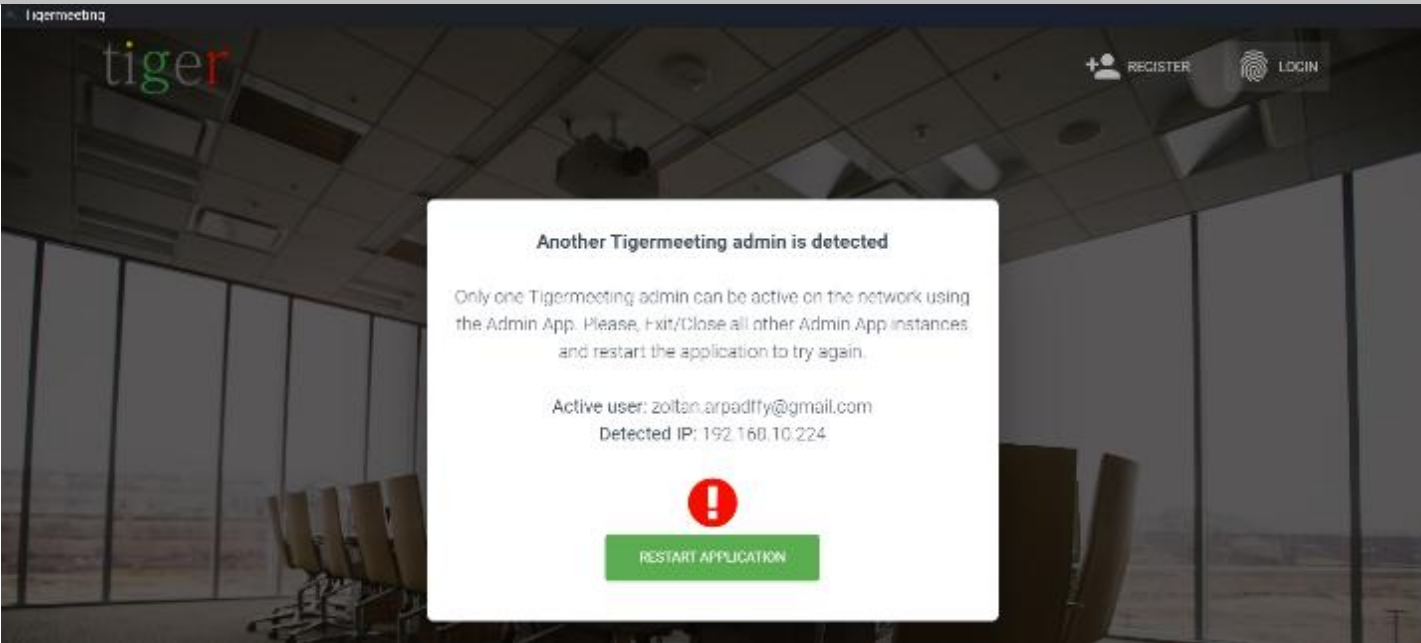 Tigermeeting
tiger
REGISTER
LOGIN
Another Tigermeeting admin is detected
Only one Tigermeeting admin can be active on the network using
the Admin App. Please, Exit/Close all other Admin App instances
and restart the application to try again.
Active user: zoltan.arpadffy@gmail.com
Detected IP: 192.168.10.224
RESTART APPLICATION